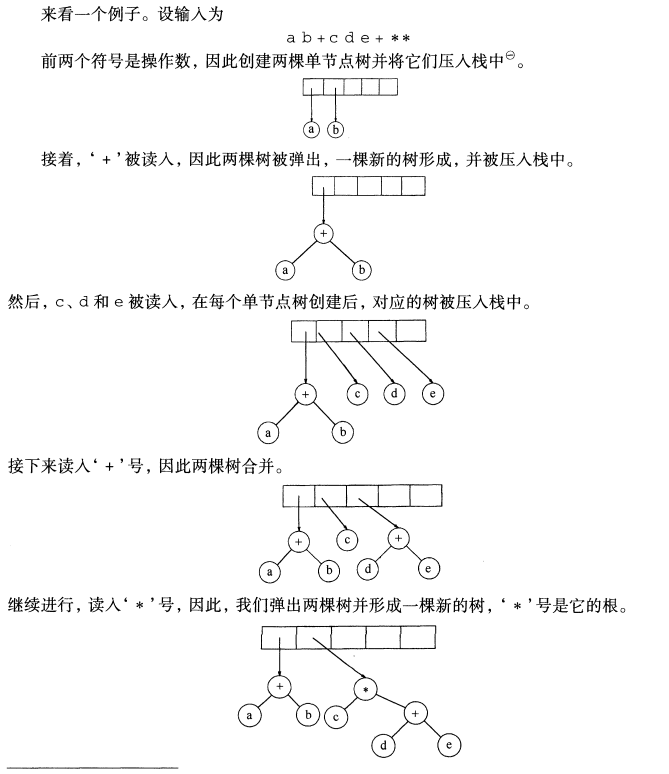 来看一个例子。设输入为
a b + c d e + * *
前两个符号是操作数，因此创建两棵单节点树并将它们压入栈中㊀。
a b
接着，‘+’被读入，因此两棵树被弹出，一棵新的树形成，并被压入栈中。
+
a b
然后，c、d 和 e 被读入，在每个单节点树创建后，对应的树被压入栈中。
+ c d e
a b
接下来读入‘+’号，因此两棵树合并。
+ c +
a b d e
继续进行，读入‘*’号，因此，我们弹出两棵树并形成一棵新的树，‘*’号是它的根。
+ *
a b c +
d e